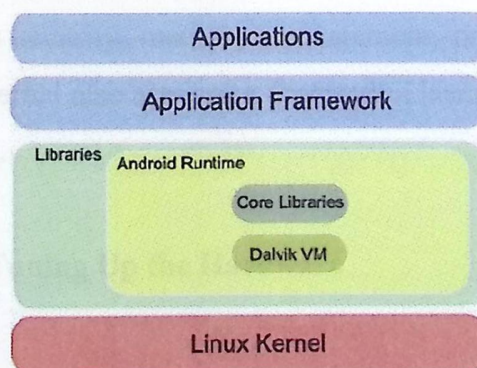 Applications
Application Framework
Libraries
Android Runtime
Core Libraries
Dalvik VM
Linux Kernel